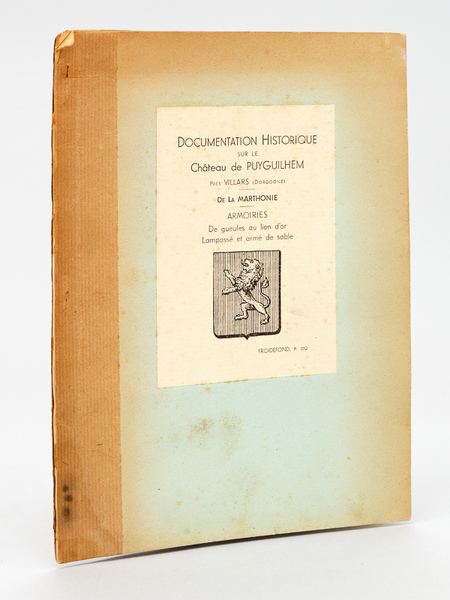 DOCUMENTATION HISTORIQUE
SUR LE
Château de PUYGUILHEM
PRÈS VILLARS (DORDOGNE)
DE LA MARTHONIE
ARMOIRIES
De gueules au lion d'or
Lampassé et armé de sable
FROIDEFOND, P.